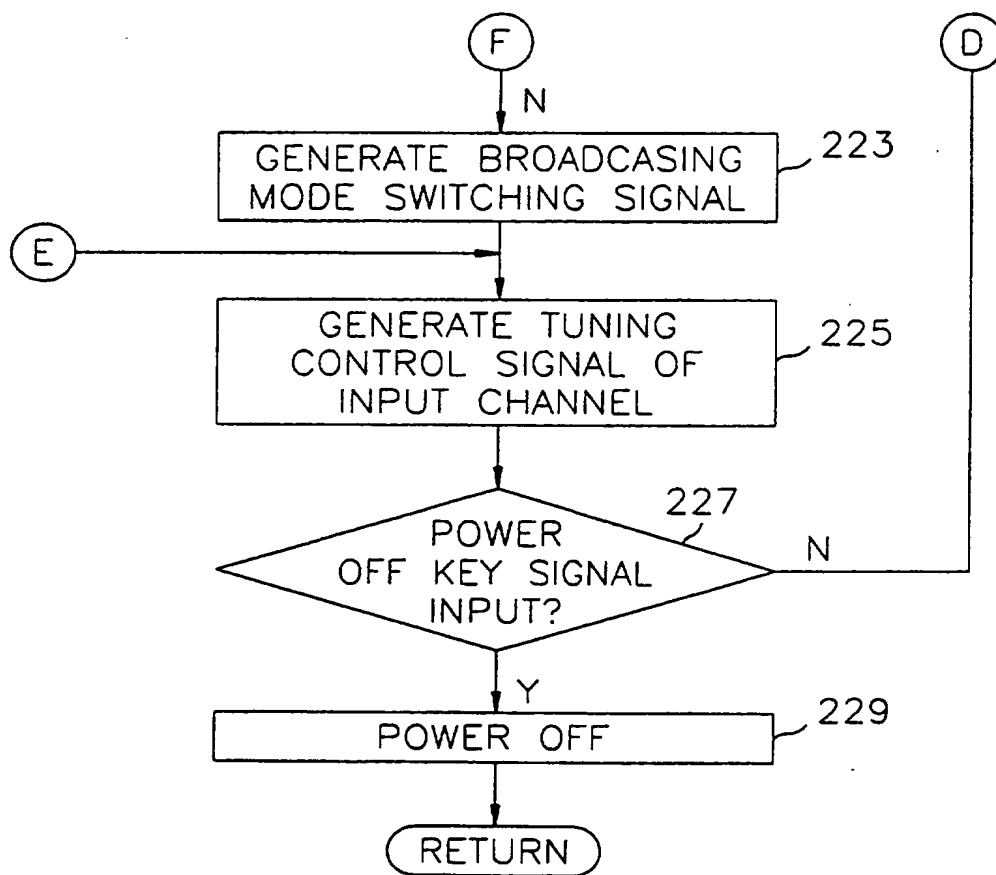 F
D
N
GENERATE BROADCASING
MODE SWITCHING SIGNAL
223
E
GENERATE TUNING
CONTROL SIGNAL OF
INPUT CHANNEL
225
227
POWER
OFF KEY SIGNAL
INPUT?
N
Y
POWER OFF
229
RETURN